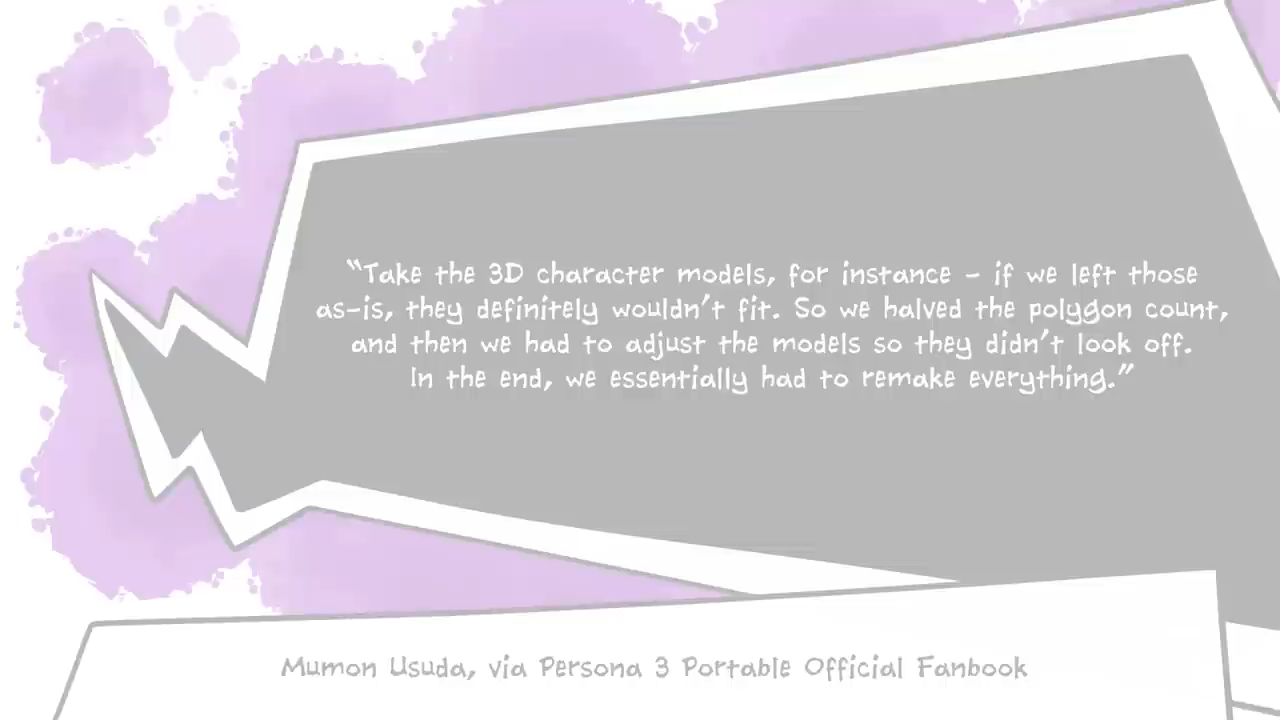 “Take the 3D character models, for instance - if we left those
as-is, they definitely wouldn’t fit. So we halved the polygon count,
and then we had to adjust the models so they didn’t look off.
In the end, we essentially had to remake everything.”
Mumon Usuda, via Persona 3 Portable Official Fanbook